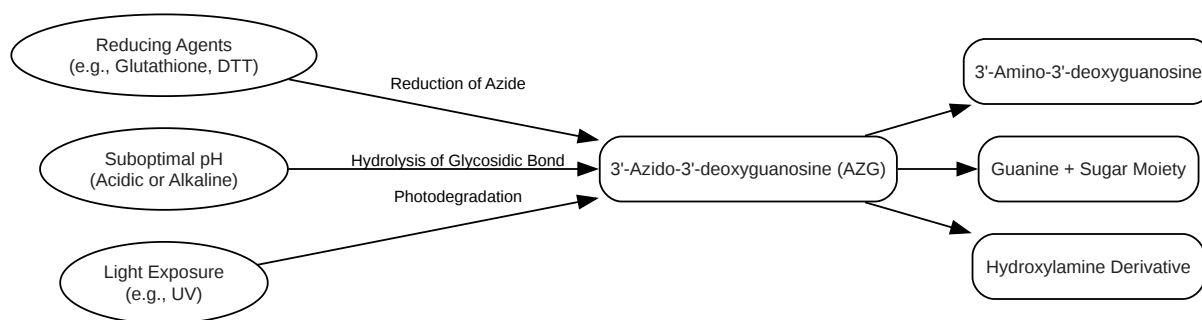 Reducing Agents
(e.g., Glutathione, DTT)
Reduction of Azide
Suboptimal pH
(Acidic or Alkaline)
Hydrolysis of Glycosidic Bond
Light Exposure
(e.g., UV)
Photodegradation
3'-Azido-3'-deoxyguanosine (AZG)
3'-Amino-3'-deoxyguanosine
Guanine + Sugar Moiety
Hydroxylamine Derivative